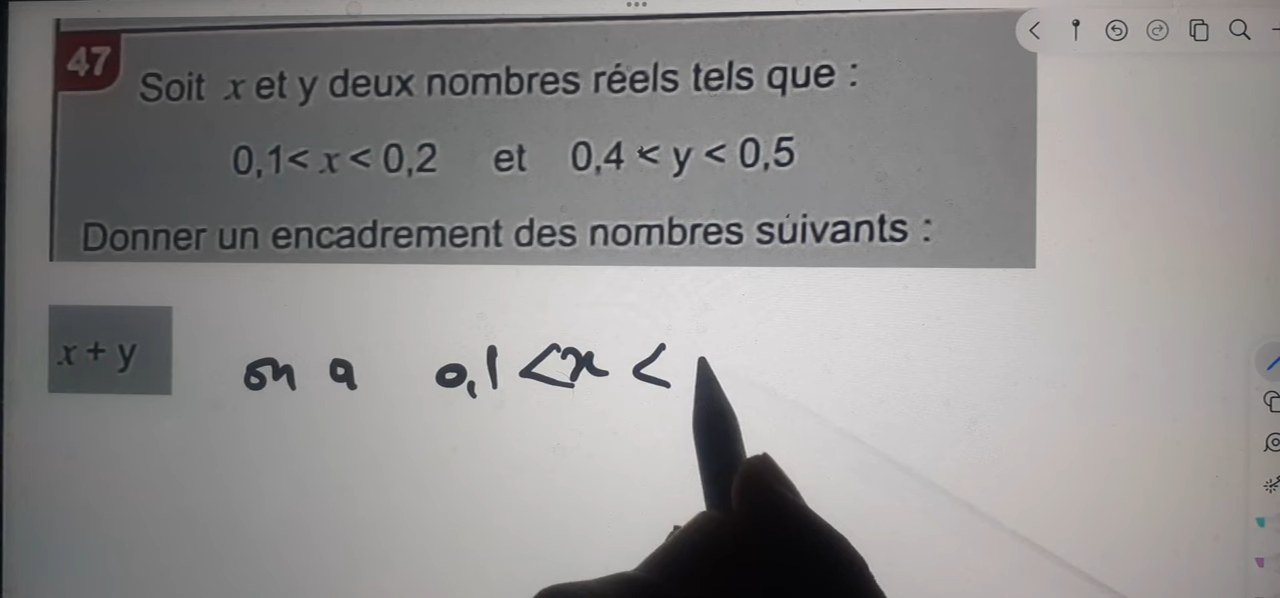 47
Soit x et y deux nombres réels tels que :
0,1< x < 0,2 et 0,4 < y < 0,5
Donner un encadrement des nombres suivants :
x + y on a 0,1 < x <